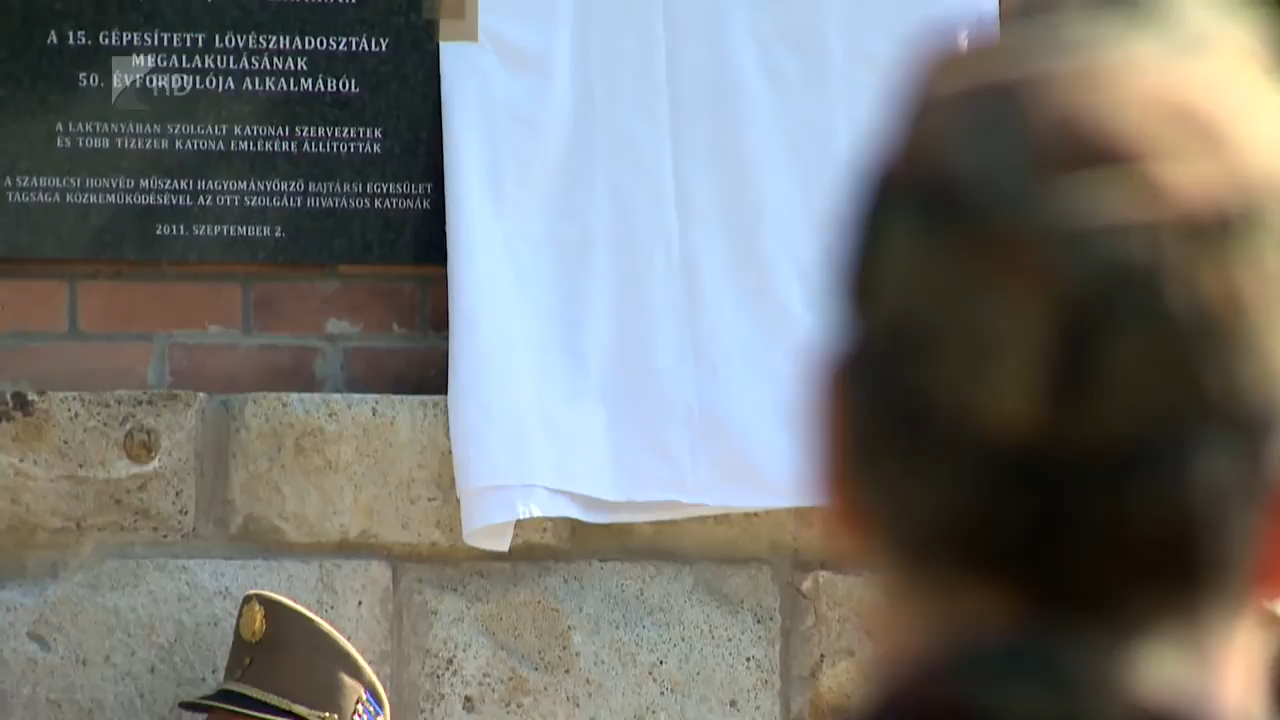 A 15. GÉPESÍTETT LÖVÉSZHADOSZTÁLY
MEGALAKULÁSÁNAK
50. ÉVFORDULÓJA ALKALMÁBÓL
A LAKTANYÁBAN SZOLGÁLT KATONAI SZERVEZETEK
ÉS TÖBB TÍZEZER KATONA EMLÉKÉRE ÁLLÍTOTTÁK
A SZABOLCSI HONVÉD MŰSZAKI HAGYOMÁNYŐRZŐ BAJTÁRSI EGYESÜLET
TAGSÁGA KÖZREMŰKÖDÉSÉVEL AZ OTT SZOLGÁLT HIVATÁSOS KATONÁK
2011. SZEPTEMBER 2.
HD